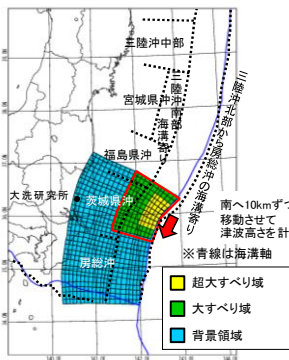 三陸沖中部
宮城県沖
三陸沖南部
海溝寄り
三陸沖北部から房総沖の海溝寄り
福島県沖
大洗研究所
茨城県沖
房総沖
南へ10kmずつ
移動させて
津波高さを計
※青線は海溝軸
超大すべり域
大すべり域
背景領域